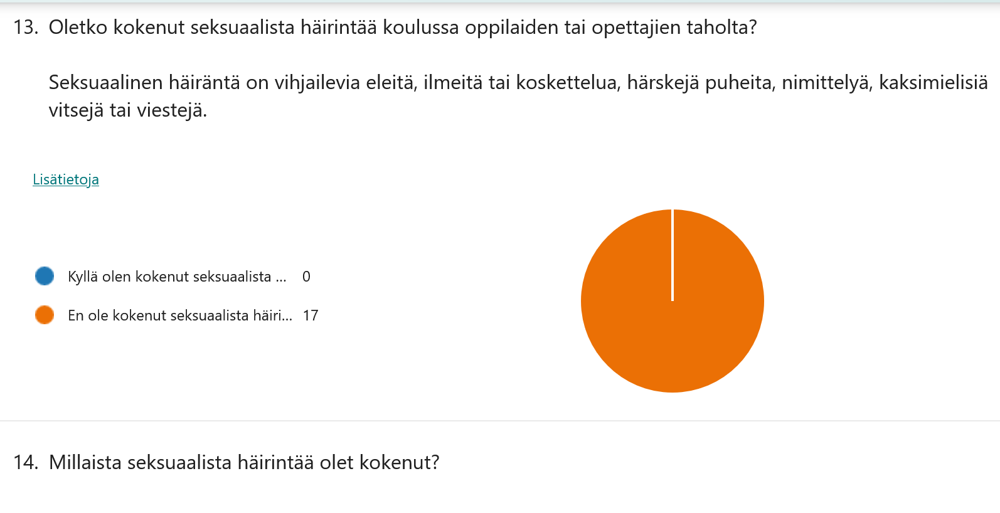 13. Oletko kokenut seksuaalista häirintää koulussa oppilaiden tai opettajien taholta?
Seksuaalinen häiräntä on vihjailevia eleitä, ilmeitä tai koskettelua, härskejä puheita, nimittelyä, kaksimielisiä
vitsejä tai viestejä.
Lisätietoja
Kyllä olen kokenut seksuaalista ... 0
En ole kokenut seksuaalista häiri... 17
14. Millaista seksuaalista häirintää olet kokenut?